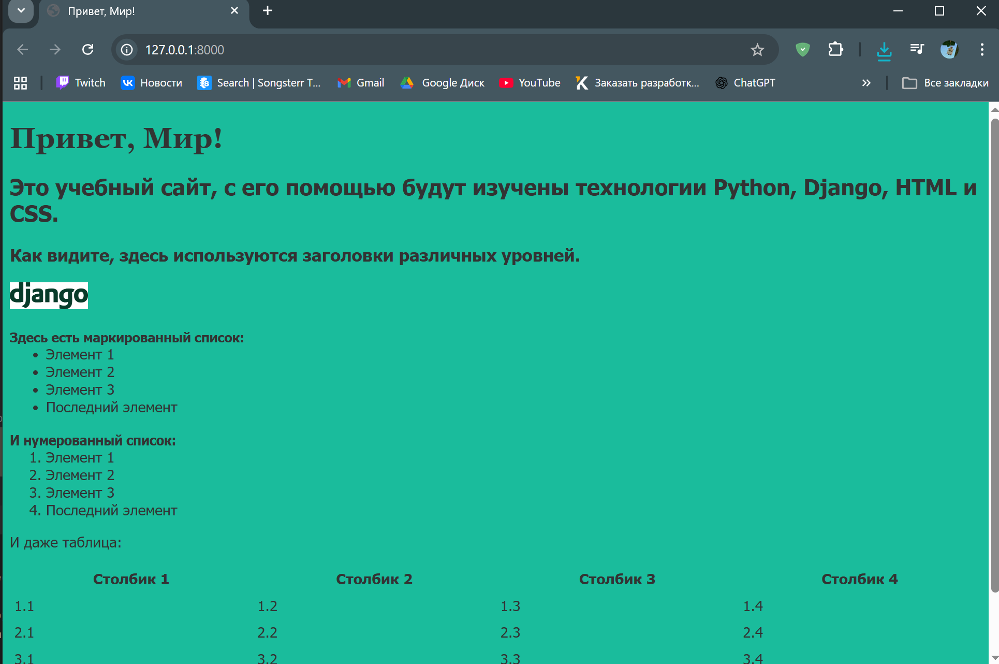 Привет, Мир!
127.0.0.1:8000
Twitch
Новости
Search | Songsterr T...
Gmail
Google Диск
YouTube
Заказать разработк...
ChatGPT
Все закладки
Привет, Мир!
Это учебный сайт, с его помощью будут изучены технологии Python, Django, HTML и
CSS.
Как видите, здесь используются заголовки различных уровней.
django
Здесь есть маркированный список:
• Элемент 1
• Элемент 2
• Элемент 3
• Последний элемент
И нумерованный список:
1. Элемент 1
2. Элемент 2
3. Элемент 3
4. Последний элемент
И даже таблица:
Столбик 1 Столбик 2 Столбик 3 Столбик 4
1.1 1.2 1.3 1.4
2.1 2.2 2.3 2.4
3.1 3.2 3.3 3.4